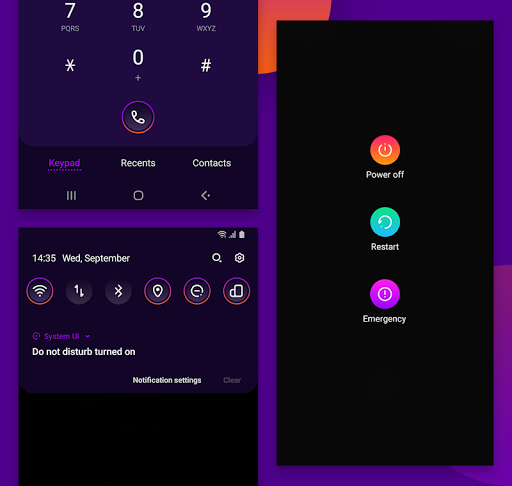 7 8 9
PQRS TUV WXYZ
* 0 #
+
Keypad Recents Contacts
14:35 Wed, September
System UI
Do not disturb turned on
Notification settings Clear
Power off
Restart
Emergency